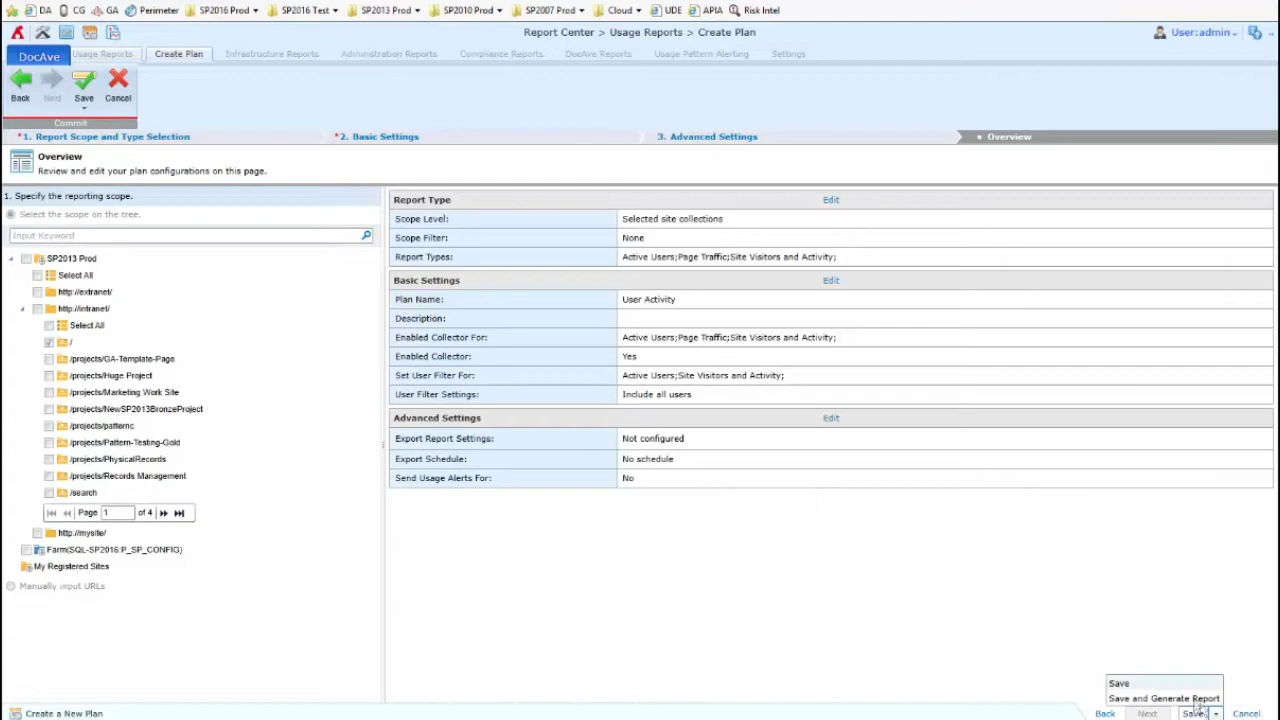 DA CG GA Perimeter SP2016 Prod SP2016 Test SP2013 Prod SP2010 Prod SP2007 Prod Cloud UDE APIA Risk Intel
Report Center > Usage Reports > Create Plan
User:admin
DocAve Usage Reports Create Plan Infrastructure Reports Administration Reports Compliance Reports DocAve Reports Usage Pattern Alerting Settings
Back Next Save Cancel
Commit
*1. Report Scope and Type Selection *2. Basic Settings 3. Advanced Settings Overview
Overview
Review and edit your plan configurations on this page.
1. Specify the reporting scope.
Select the scope on the tree.
Input Keyword
SP2013 Prod
Select All
http://extranet/
http://intranet/
Select All
/
/projects/GA-Template-Page
/projects/Huge Project
/projects/Marketing Work Site
/projects/NewSP2013BronzeProject
/projects/patternc
/projects/Pattern-Testing-Gold
/projects/PhysicalRecords
/projects/Records Management
/search
Page 1 of 4
http://mysite/
Farm(SQL-SP2016:P_SP_CONFIG)
My Registered Sites
Manually input URLs
Report Type Edit
Scope Level: Selected site collections
Scope Filter: None
Report Types: Active Users;Page Traffic;Site Visitors and Activity;
Basic Settings Edit
Plan Name: User Activity
Description:
Enabled Collector For: Active Users;Page Traffic;Site Visitors and Activity;
Enabled Collector: Yes
Set User Filter For: Active Users;Site Visitors and Activity;
User Filter Settings: Include all users
Advanced Settings Edit
Export Report Settings: Not configured
Export Schedule: No schedule
Send Usage Alerts For: No
Save
Save and Generate Report
Create a New Plan Back Next Save Cancel